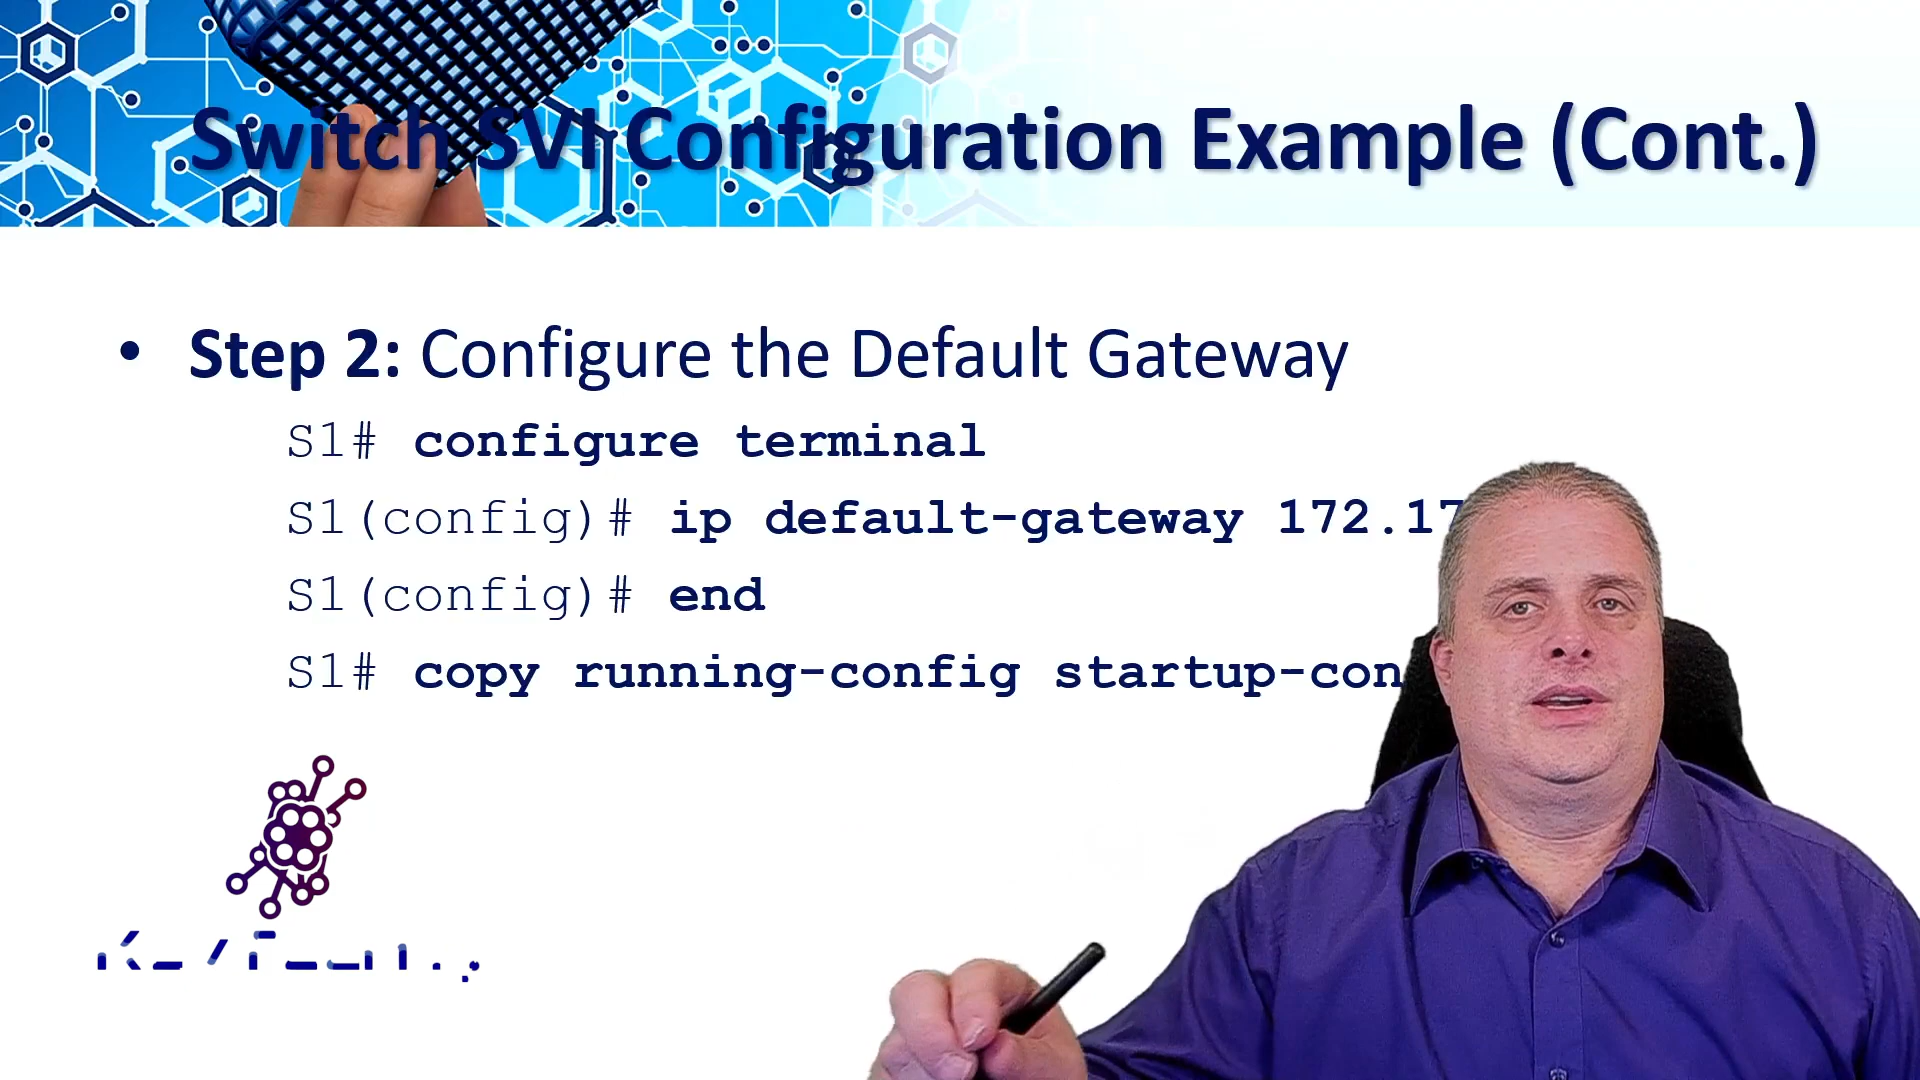 Switch SVI Configuration Example (Cont.)
• Step 2: Configure the Default Gateway
S1# configure terminal
S1(config)# ip default-gateway 172.17
S1(config)# end
S1# copy running-config startup-con